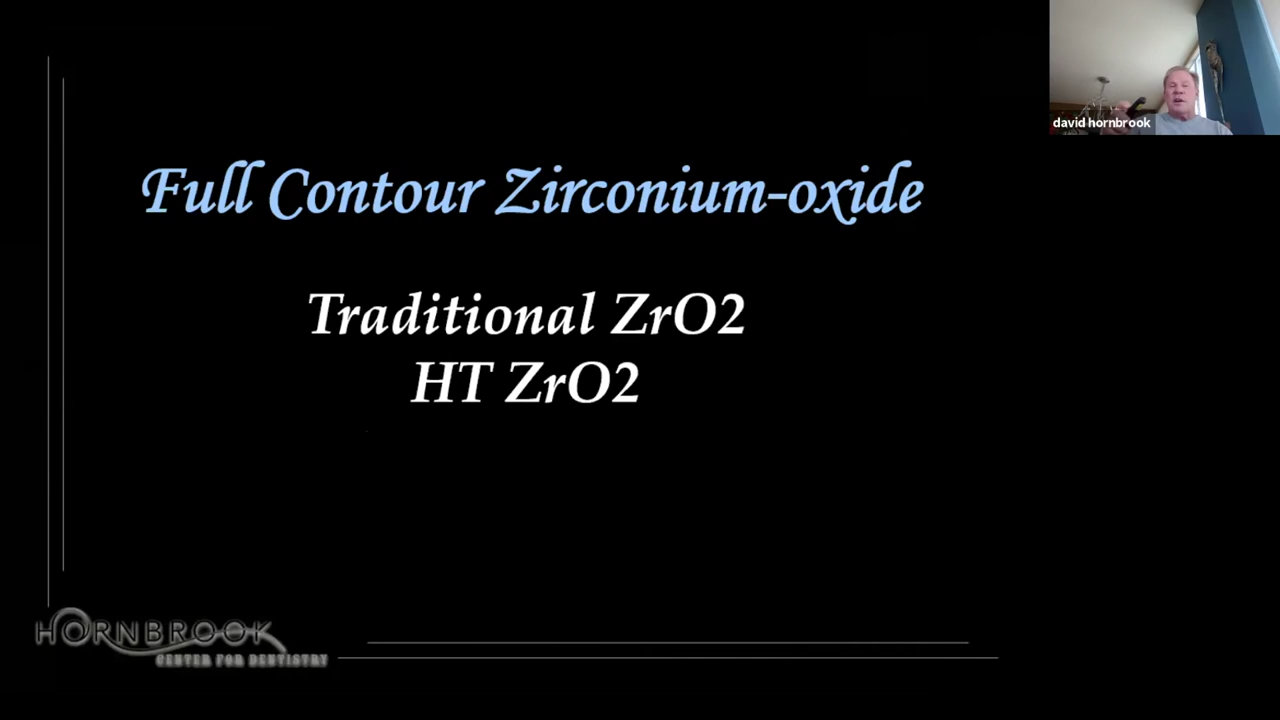 david hornbrook
Full Contour Zirconium-oxide
Traditional ZrO2
HT ZrO2
HORNBROOK
CENTER FOR DENTISTRY